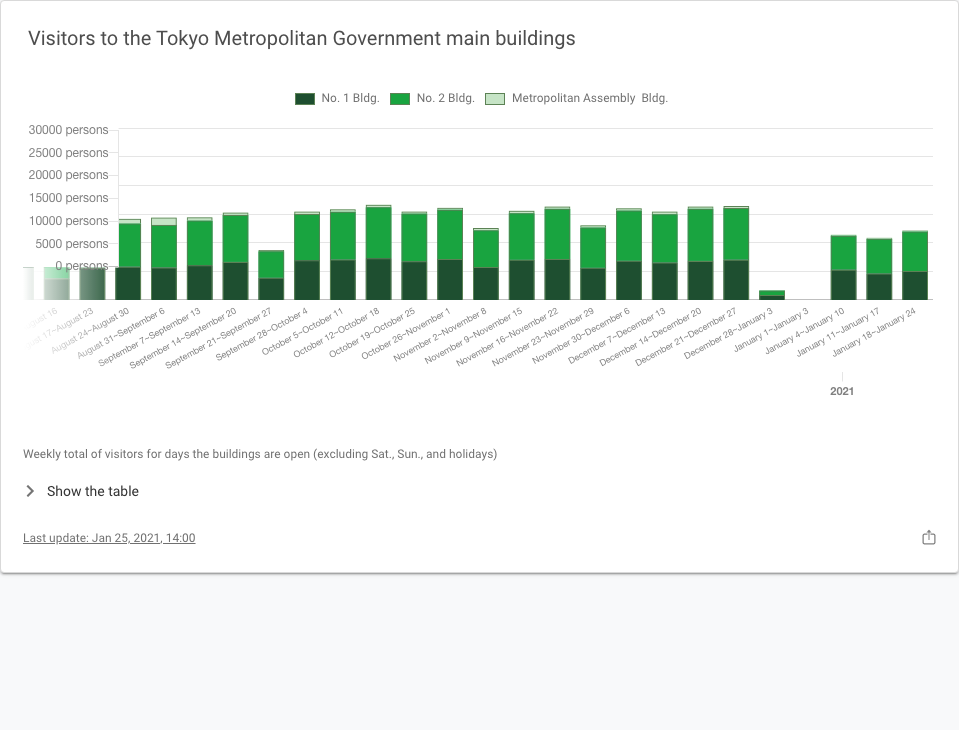 Visitors to the Tokyo Metropolitan Government main buildings
No. 1 Bldg. No. 2 Bldg. Metropolitan Assembly Bldg.
30000 persons
25000 persons
20000 persons
15000 persons
10000 persons
5000 persons
0 persons
16
17–August 23
August 24–August 30
August 31–September 6
September 7–September 13
September 14–September 20
September 21–September 27
September 28–October 4
October 5–October 11
October 12–October 18
October 19–October 25
October 26–November 1
November 2–November 8
November 9–November 15
November 16–November 22
November 23–November 29
November 30–December 6
December 7–December 13
December 14–December 20
December 21–December 27
December 28–January 3
January 1–January 3
January 4–January 10
January 11–January 17
January 18–January 24
2021
Weekly total of visitors for days the buildings are open (excluding Sat., Sun., and holidays)
Show the table
Last update: Jan 25, 2021, 14:00